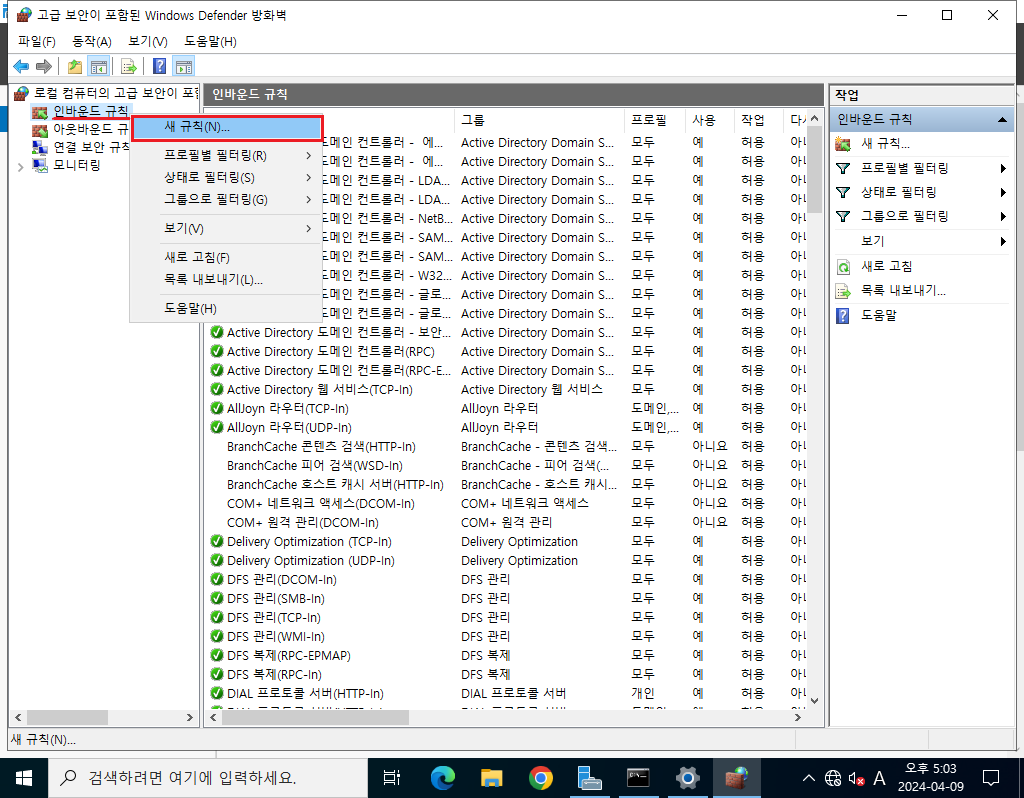 고급 보안이 포함된 Windows Defender 방화벽
파일(F) 동작(A) 보기(V) 도움말(H)
로컬 컴퓨터의 고급 보안이 포
인바운드 규칙
아웃바운드 규
연결 보안 규칙
모니터링
새 규칙(N)...
프로필별 필터링(R)
상태로 필터링(S)
그룹으로 필터링(G)
보기(V)
새로 고침(F)
목록 내보내기(L)...
도움말(H)
인바운드 규칙
그룹 프로필 사용 작업
도메인 컨트롤러 - 에... Active Directory Domain S... 모두 예 허용 아니
도메인 컨트롤러 - 에... Active Directory Domain S... 모두 예 허용 아니
도메인 컨트롤러 - LDA... Active Directory Domain S... 모두 예 허용 아니
도메인 컨트롤러 - LDA... Active Directory Domain S... 모두 예 허용 아니
도메인 컨트롤러 - NetB... Active Directory Domain S... 모두 예 허용 아니
도메인 컨트롤러 - SAM... Active Directory Domain S... 모두 예 허용 아니
도메인 컨트롤러 - SAM... Active Directory Domain S... 모두 예 허용 아니
도메인 컨트롤러 - W32... Active Directory Domain S... 모두 예 허용 아니
도메인 컨트롤러 - 글로... Active Directory Domain S... 모두 예 허용 아니
도메인 컨트롤러 - 글로... Active Directory Domain S... 모두 예 허용 아니
Active Directory 도메인 컨트롤러 - 보안... Active Directory Domain S... 모두 예 허용 아니
Active Directory 도메인 컨트롤러(RPC) Active Directory Domain S... 모두 예 허용 아니
Active Directory 도메인 컨트롤러(RPC-E... Active Directory Domain S... 모두 예 허용 아니
Active Directory 웹 서비스(TCP-In) Active Directory 웹 서비스 모두 예 허용 아니
AllJoyn 라우터(TCP-In) AllJoyn 라우터 도메인,... 예 허용 아니
AllJoyn 라우터(UDP-In) AllJoyn 라우터 도메인,... 예 허용 아니
BranchCache 콘텐츠 검색(HTTP-In) BranchCache - 콘텐츠 검색... 모두 아니요 허용 아니
BranchCache 피어 검색(WSD-In) BranchCache - 피어 검색(... 모두 아니요 허용 아니
BranchCache 호스트 캐시 서버(HTTP-In) BranchCache - 호스트 캐시... 모두 아니요 허용 아니
COM+ 네트워크 액세스(DCOM-In) COM+ 네트워크 액세스 모두 아니요 허용 아니
COM+ 원격 관리(DCOM-In) COM+ 원격 관리 모두 아니요 허용 아니
Delivery Optimization (TCP-In) Delivery Optimization 모두 예 허용 아니
Delivery Optimization (UDP-In) Delivery Optimization 모두 예 허용 아니
DFS 관리(DCOM-In) DFS 관리 모두 예 허용 아니
DFS 관리(SMB-In) DFS 관리 모두 예 허용 아니
DFS 관리(TCP-In) DFS 관리 모두 예 허용 아니
DFS 관리(WMI-In) DFS 관리 모두 예 허용 아니
DFS 복제(RPC-EPMAP) DFS 복제 모두 예 허용 아니
DFS 복제(RPC-In) DFS 복제 모두 예 허용 아니
DIAL 프로토콜 서버(HTTP-In) DIAL 프로토콜 서버 개인 예 허용 아니
작업
인바운드 규칙
새 규칙...
프로필별 필터링
상태로 필터링
그룹으로 필터링
보기
새로 고침
목록 내보내기...
도움말
새 규칙(N)...
검색하려면 여기에 입력하세요.
A
오후 5:03
2024-04-09